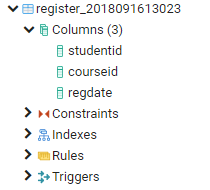 register_2018091613023
Columns (3)
studentid
courseid
regdate
Constraints
Indexes
Rules
Triggers